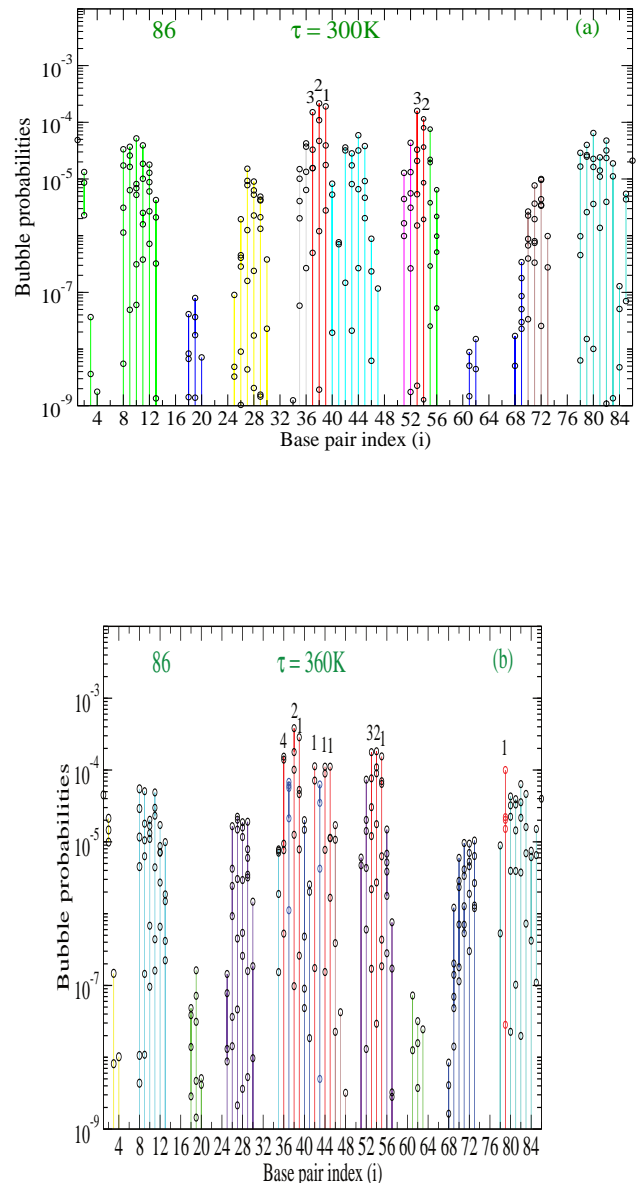 86 τ = 300K (a)
10^-3
2
3 1 3 2
10^-5
Bubble probabilities
10^-7
10^-9
4 8 12 16 20 24 28 32 36 40 44 48 52 56 60 64 68 72 76 80 84
Base pair index (i)
86 τ = 360K (b)
10^-3
2
1
4 1 1 1 3 2 1 1
10^-4
10^-5
Bubble probabilities
10^-7
10^-9
4 8 12 16 20 24 28 32 36 40 44 48 52 56 60 64 68 72 76 80 84
Base pair index (i)